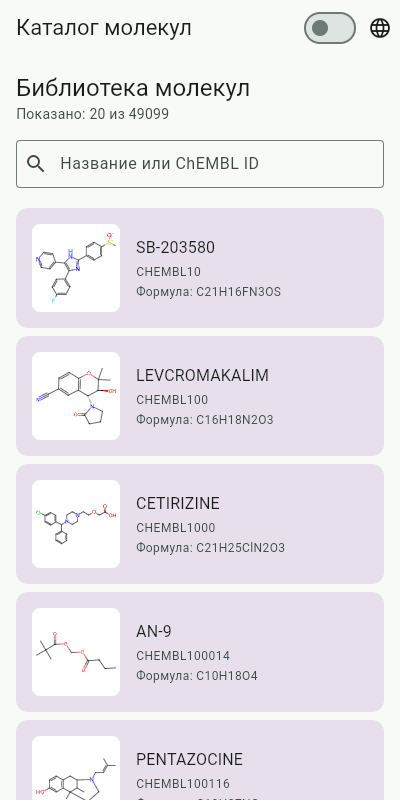 Каталог молекул
Библиотека молекул
Показано: 20 из 49099
Название или ChEMBL ID
SB-203580
CHEMBL10
Формула: C21H16FN3OS
LEVCROMAKALIM
CHEMBL100
Формула: C16H18N2O3
CETIRIZINE
CHEMBL1000
Формула: C21H25ClN2O3
AN-9
CHEMBL100014
Формула: C10H18O4
PENTAZOCINE
CHEMBL100116